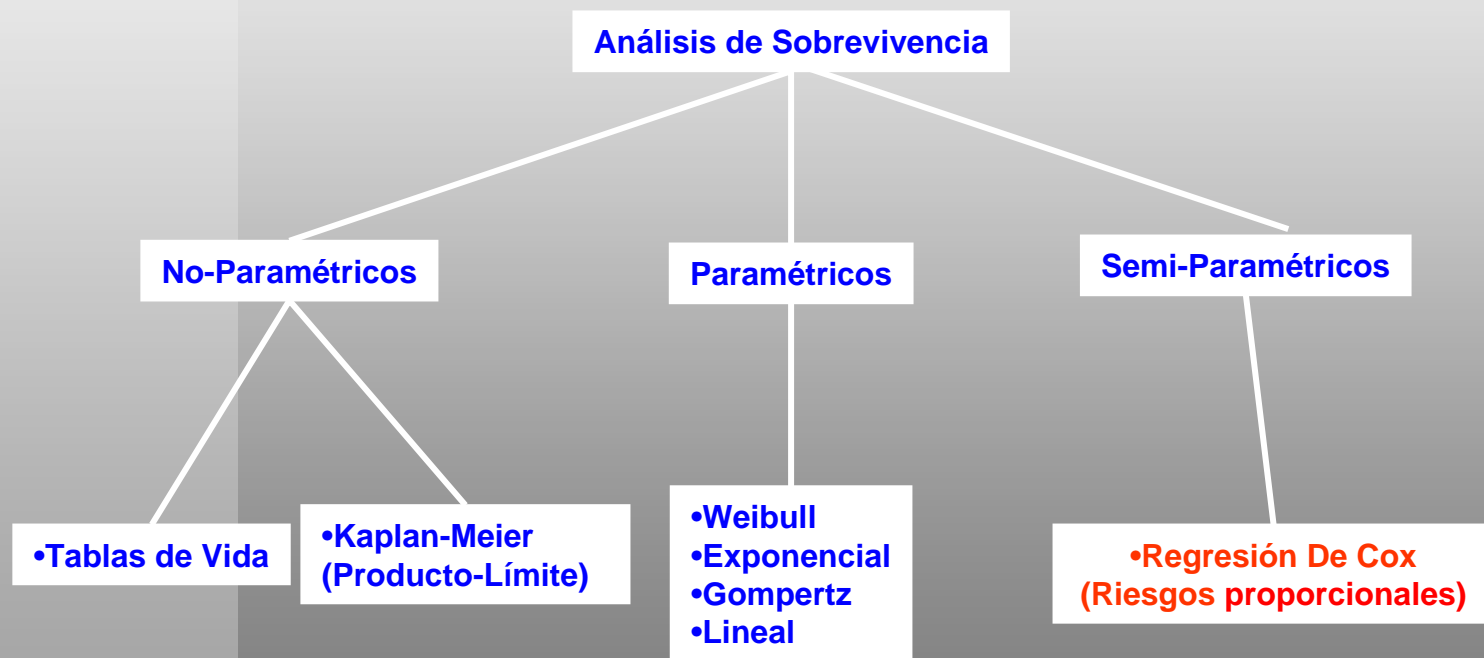 Análisis de Sobrevivencia
No-Paramétricos
Paramétricos
Semi-Paramétricos
•Tablas de Vida
•Kaplan-Meier
(Producto-Límite)
•Weibull
•Exponencial
•Gompertz
•Lineal
•Regresión De Cox
(Riesgos proporcionales)